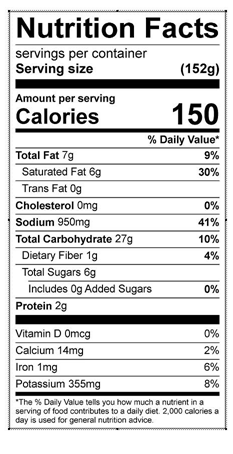 Nutrition Facts
servings per container
Serving size (152g)
Amount per serving
Calories 150
% Daily Value*
Total Fat 7g 9%
Saturated Fat 6g 30%
Trans Fat 0g
Cholesterol 0mg 0%
Sodium 950mg 41%
Total Carbohydrate 27g 10%
Dietary Fiber 1g 4%
Total Sugars 6g
Includes 0g Added Sugars 0%
Protein 2g
Vitamin D 0mcg 0%
Calcium 14mg 2%
Iron 1mg 6%
Potassium 355mg 8%
*The % Daily Value tells you how much a nutrient in a
serving of food contributes to a daily diet. 2,000 calories a
day is used for general nutrition advice.